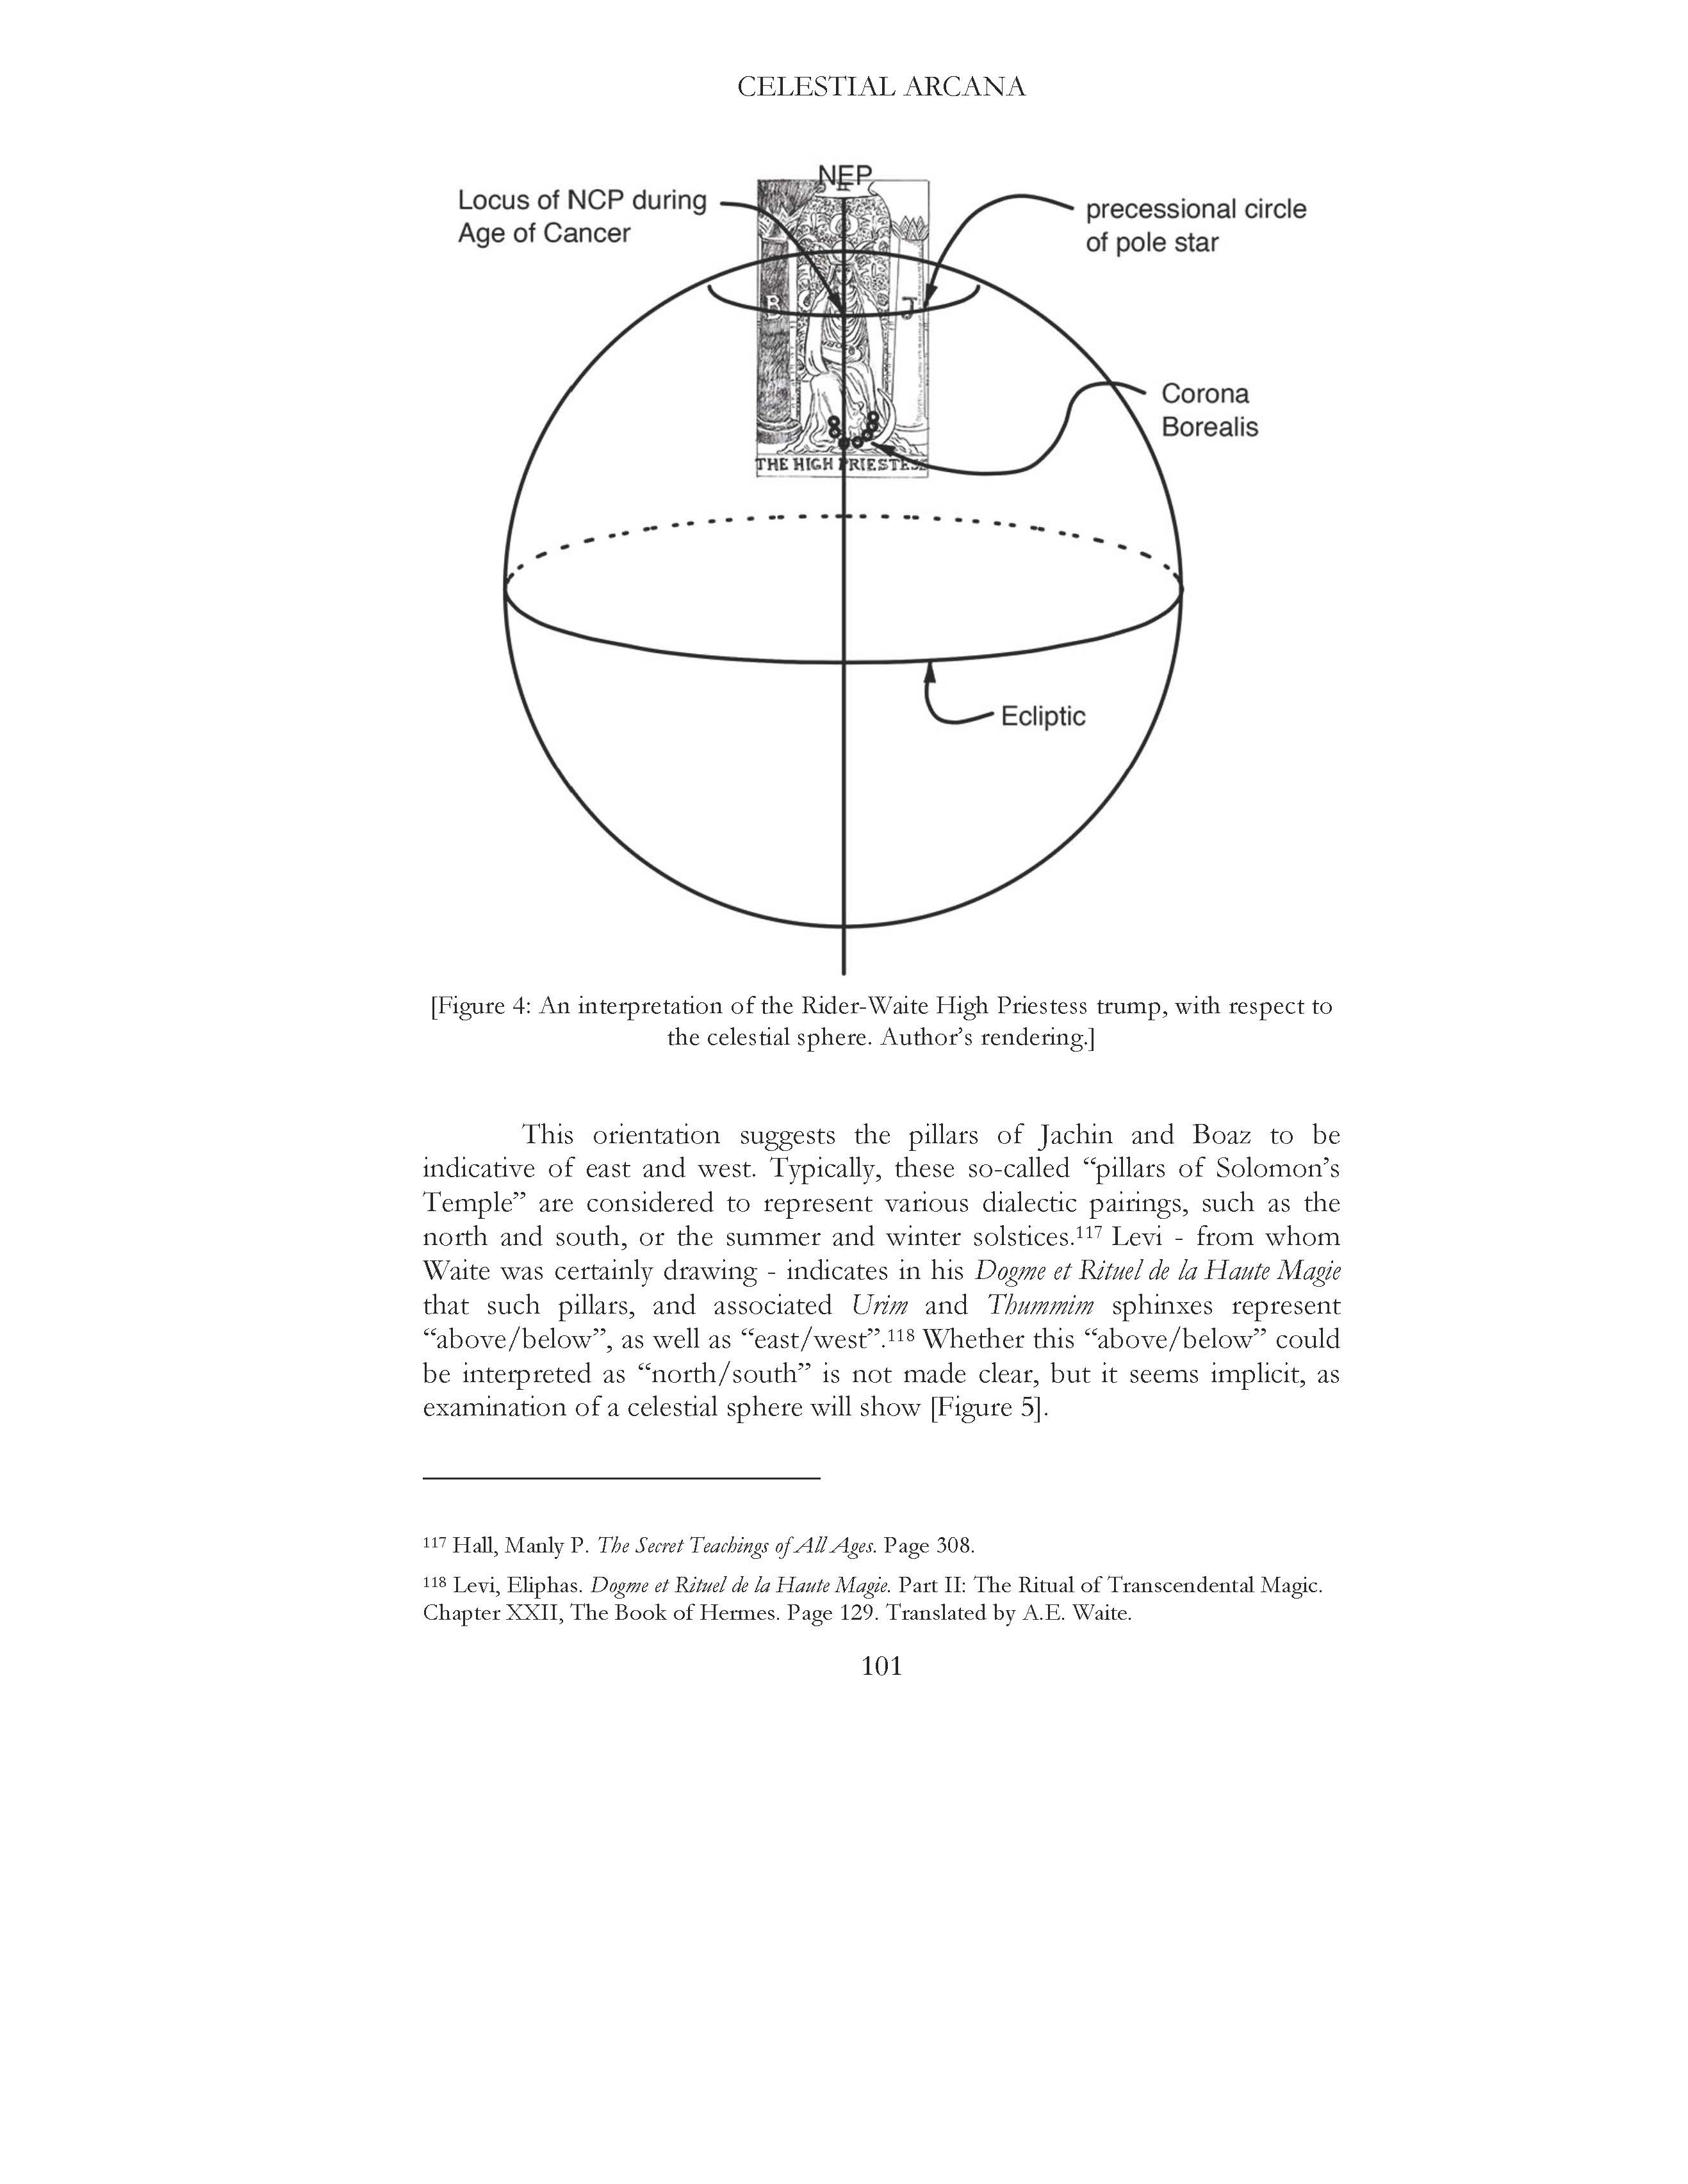 CELESTIAL ARCANA
NEP
Locus of NCP during
Age of Cancer
precessional circle
of pole star
B
J
Corona
Borealis
THE HIGH PRIESTESS
Ecliptic
[Figure 4: An interpretation of the Rider-Waite High Priestess trump, with respect to
the celestial sphere. Author’s rendering.]
This orientation suggests the pillars of Jachin and Boaz to be
indicative of east and west. Typically, these so-called “pillars of Solomon’s
Temple” are considered to represent various dialectic pairings, such as the
north and south, or the summer and winter solstices.117 Levi - from whom
Waite was certainly drawing - indicates in his Dogme et Rituel de la Haute Magie
that such pillars, and associated Urim and Thummim sphinxes represent
“above/below”, as well as “east/west”.118 Whether this “above/below” could
be interpreted as “north/south” is not made clear, but it seems implicit, as
examination of a celestial sphere will show [Figure 5].
117 Hall, Manly P. The Secret Teachings of All Ages. Page 308.
118 Levi, Eliphas. Dogme et Rituel de la Haute Magie. Part II: The Ritual of Transcendental Magic.
Chapter XXII, The Book of Hermes. Page 129. Translated by A.E. Waite.
101